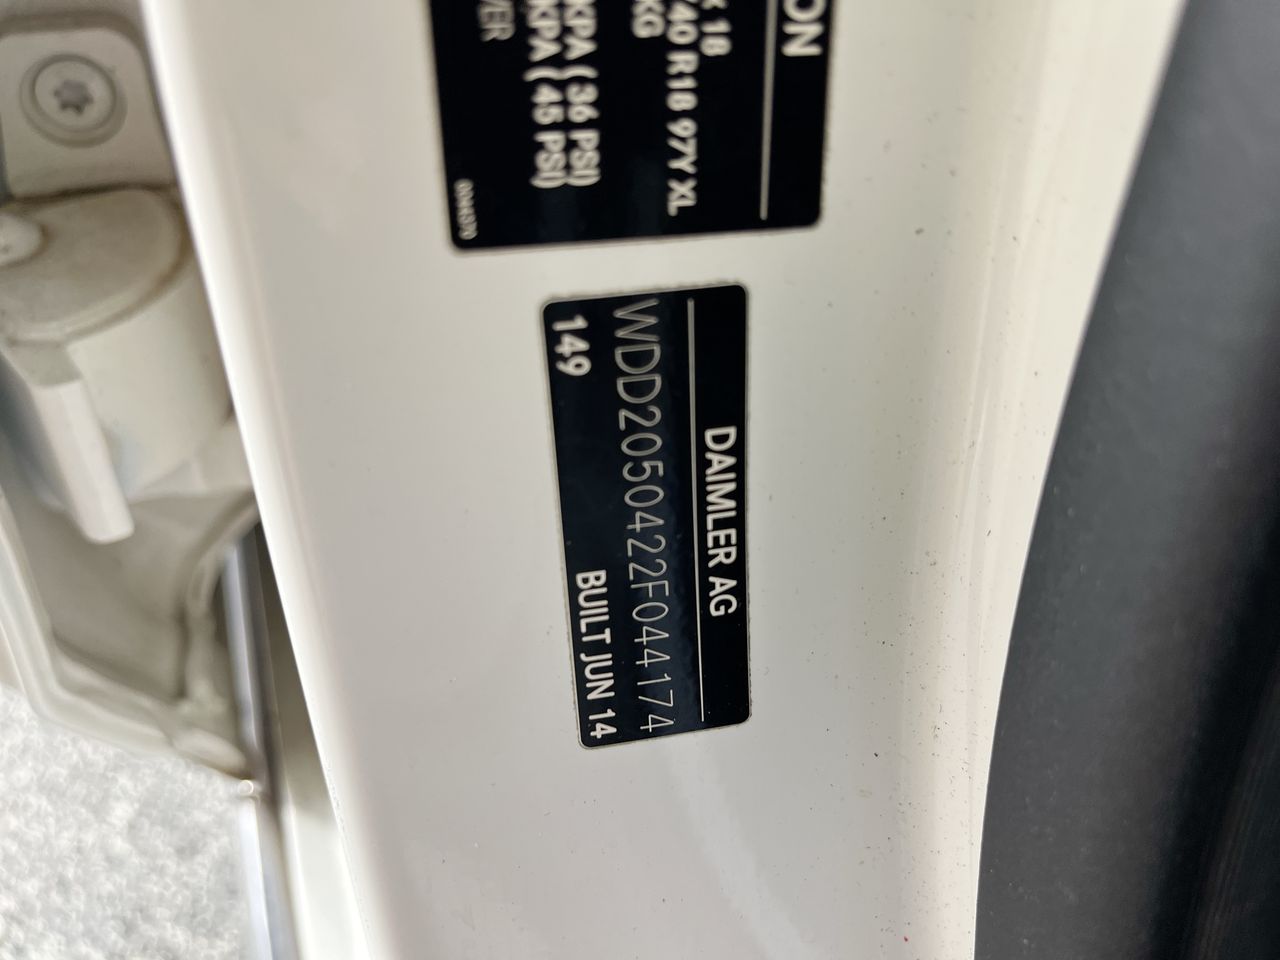 ON
18
/40 R18 97Y XL
KG
KPA ( 36 PSI)
KPA ( 45 PSI)
VER
DAIMLER AG
WDD2050422F044174
149 BUILT JUN 14